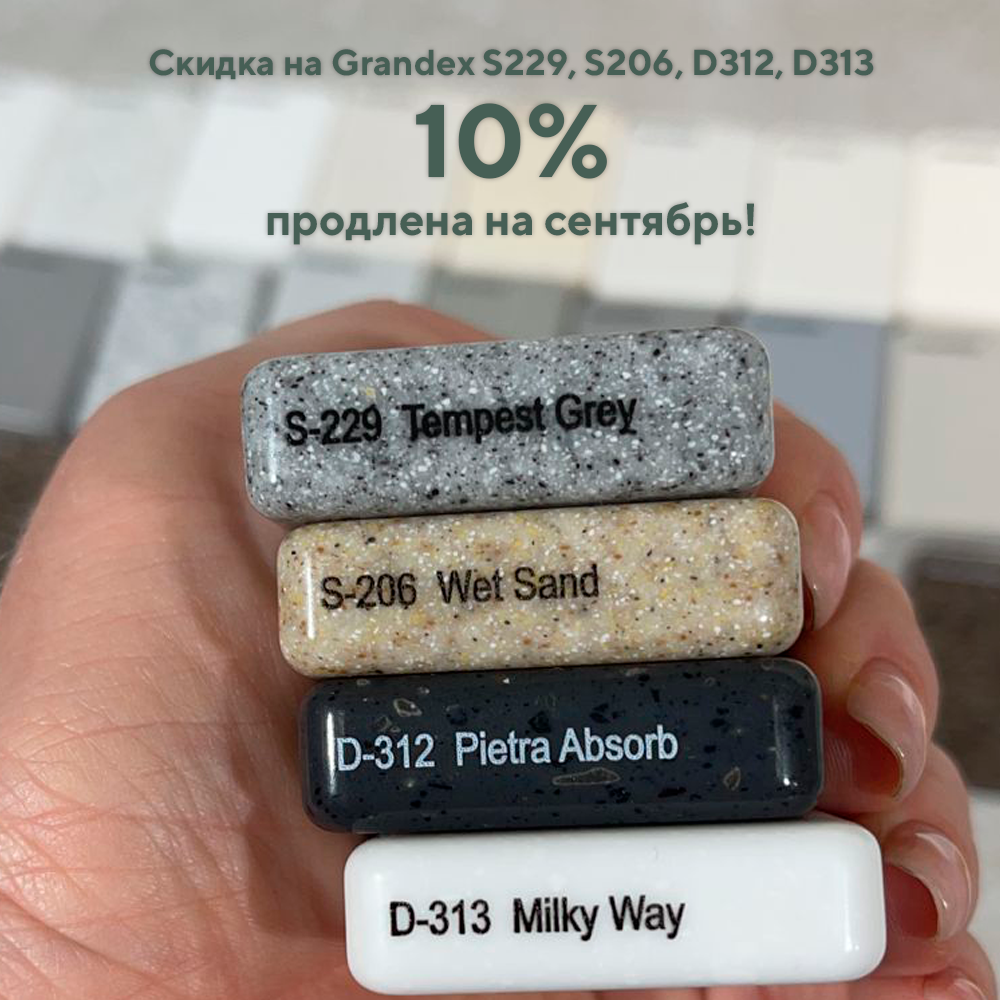 Скидка на Grandex S229, S206, D312, D313
10%
продлена на сентябрь!
S-229 Tempest Grey
S-206 Wet Sand
D-312 Pietra Absorb
D-313 Milky Way